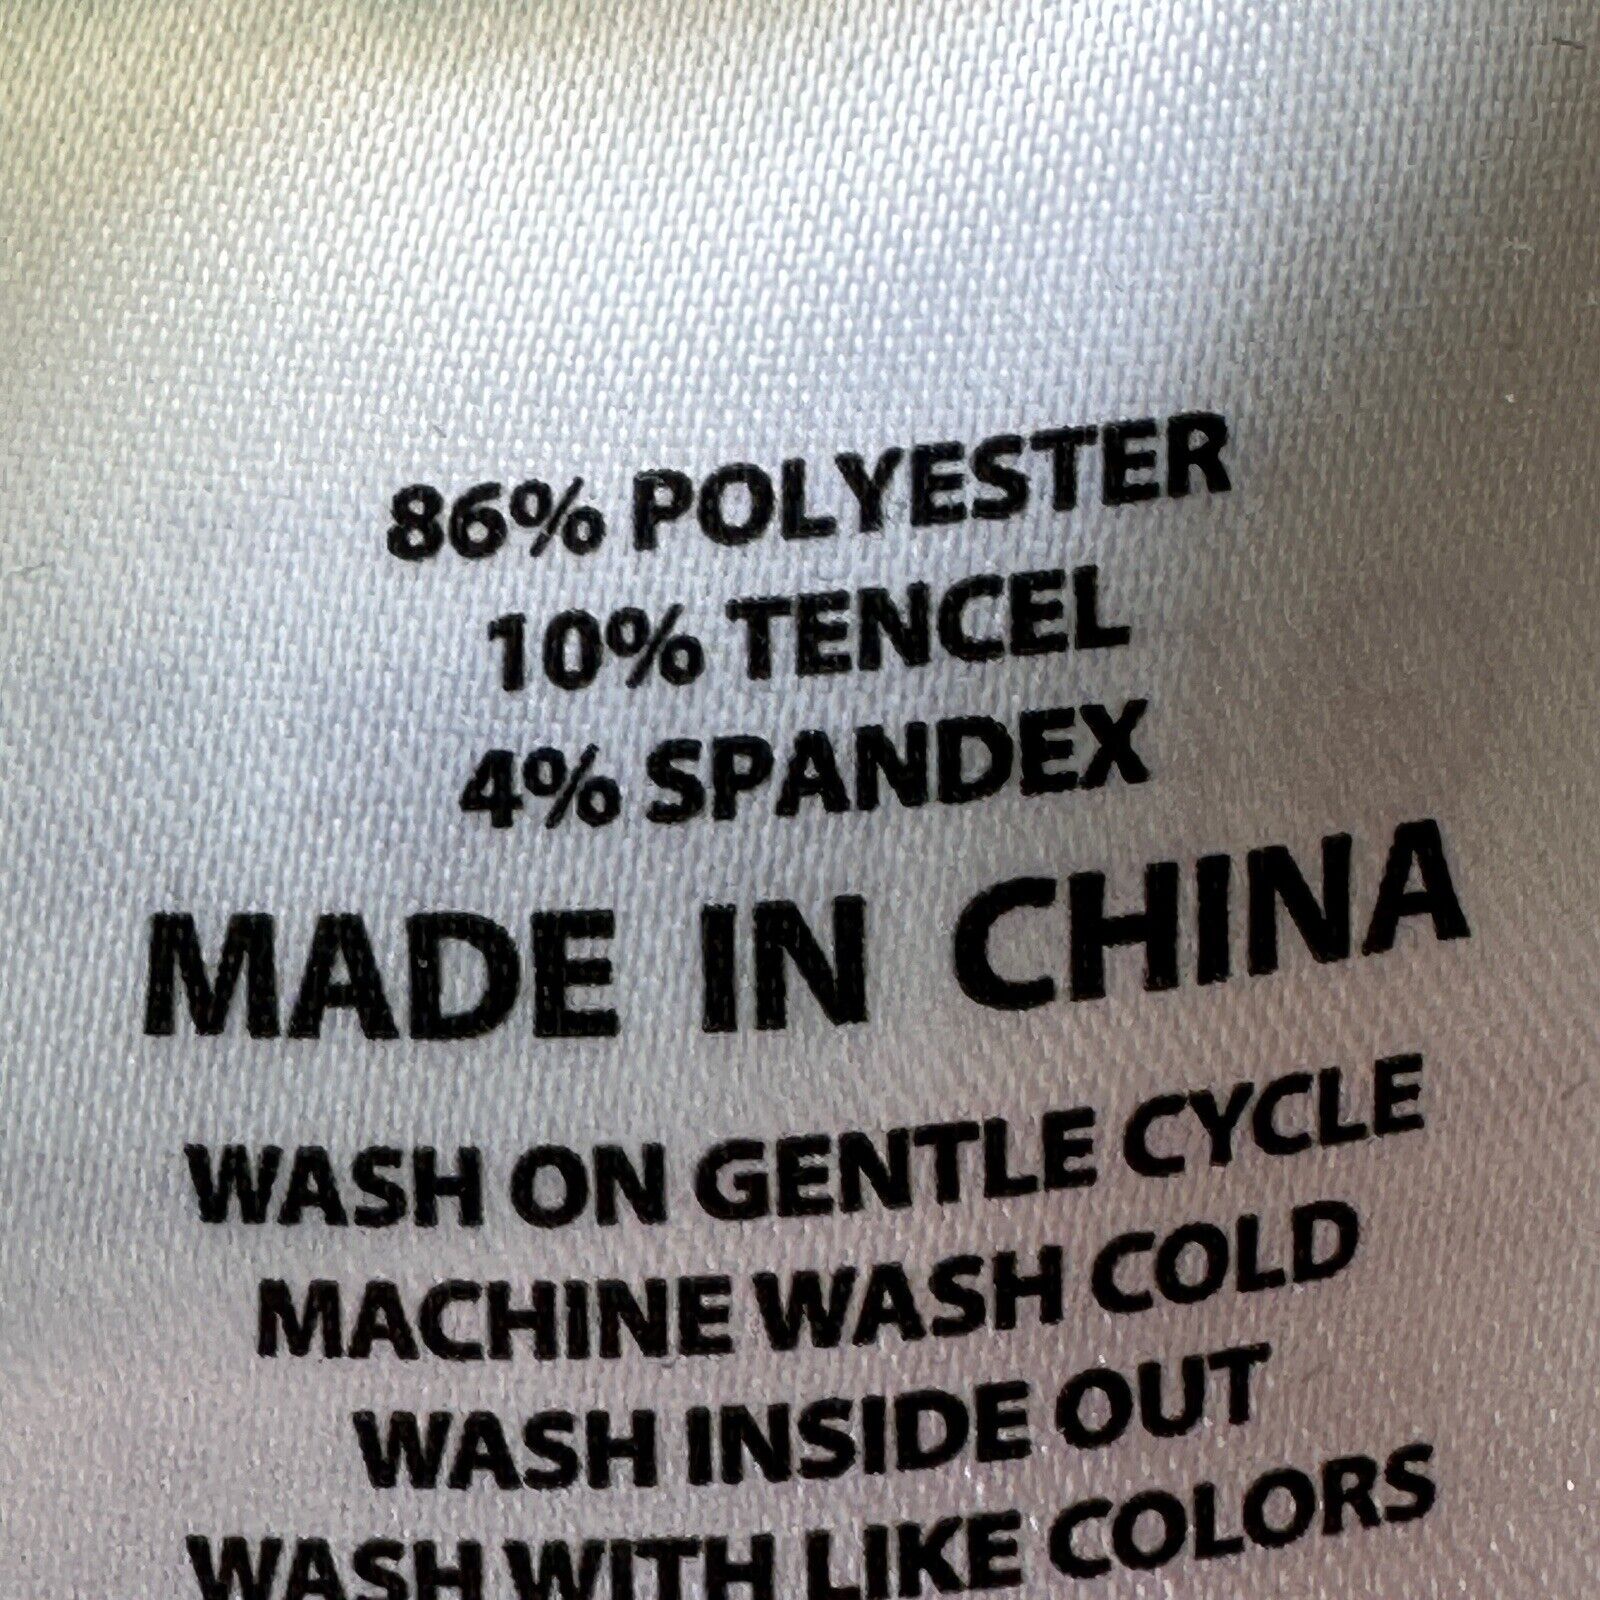 86% POLYESTER
10% TENCEL
4% SPANDEX
MADE IN CHINA
WASH ON GENTLE CYCLE
MACHINE WASH COLD
WASH INSIDE OUT
WASH WITH LIKE COLORS